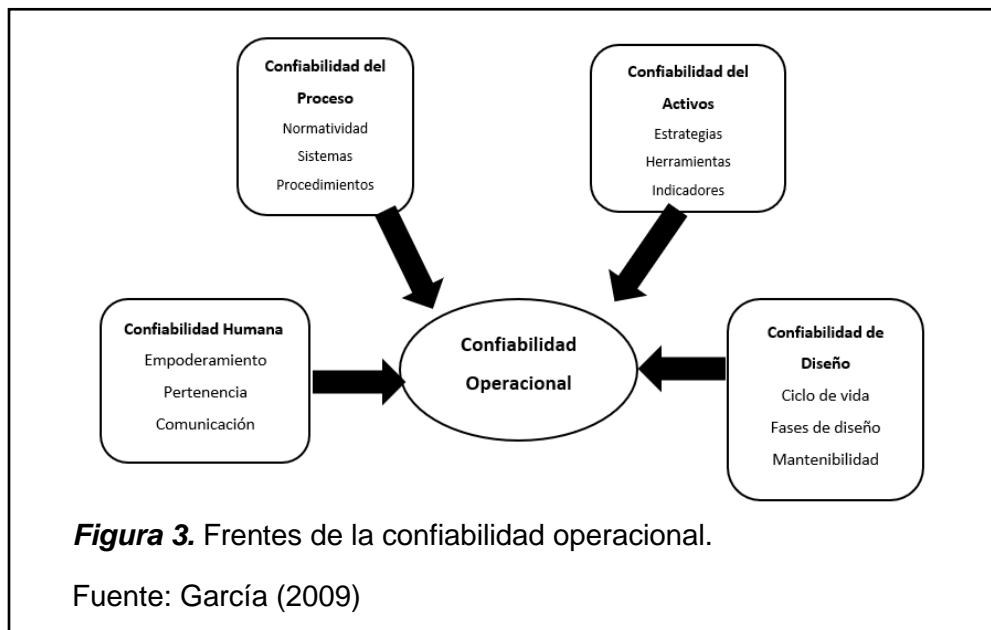 Confiabilidad del
Proceso
Normatividad
Sistemas
Procedimientos
Confiabilidad del
Activos
Estrategias
Herramientas
Indicadores
Confiabilidad Humana
Empoderamiento
Pertenencia
Comunicación
Confiabilidad
Operacional
Confiabilidad de
Diseño
Ciclo de vida
Fases de diseño
Mantenibilidad
Figura 3. Frentes de la confiabilidad operacional.
Fuente: García (2009)